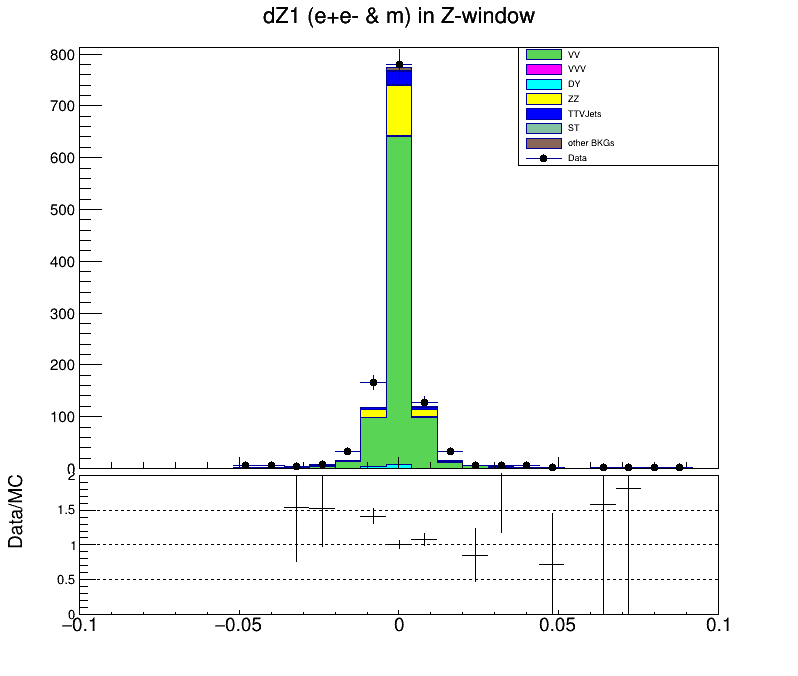 dZ1 (e+e- & m) in Z-window
800
700
600
500
400
300
200
100
0
VV
VVV
DY
ZZ
TTVJets
ST
other BKGs
Data
Data/MC
2
1.5
1
0.5
0
−0.1
−0.05
0
0.05
0.1